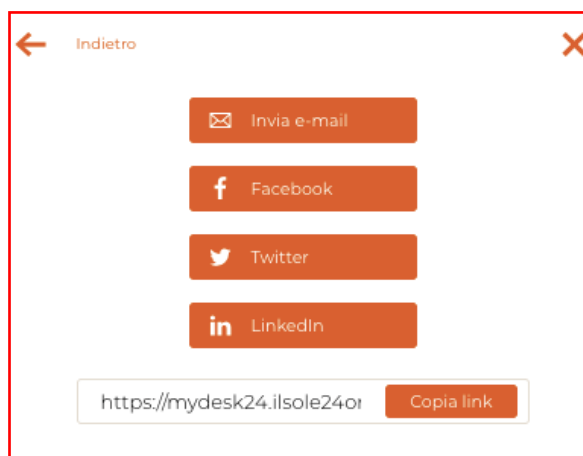 Indietro
Invia e-mail
Facebook
Twitter
LinkedIn
https://mydesk24.ilsole24or
Copia link